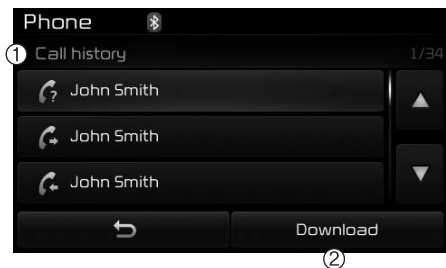 Phone
① Call history 1/34
John Smith
John Smith
John Smith
Download
②